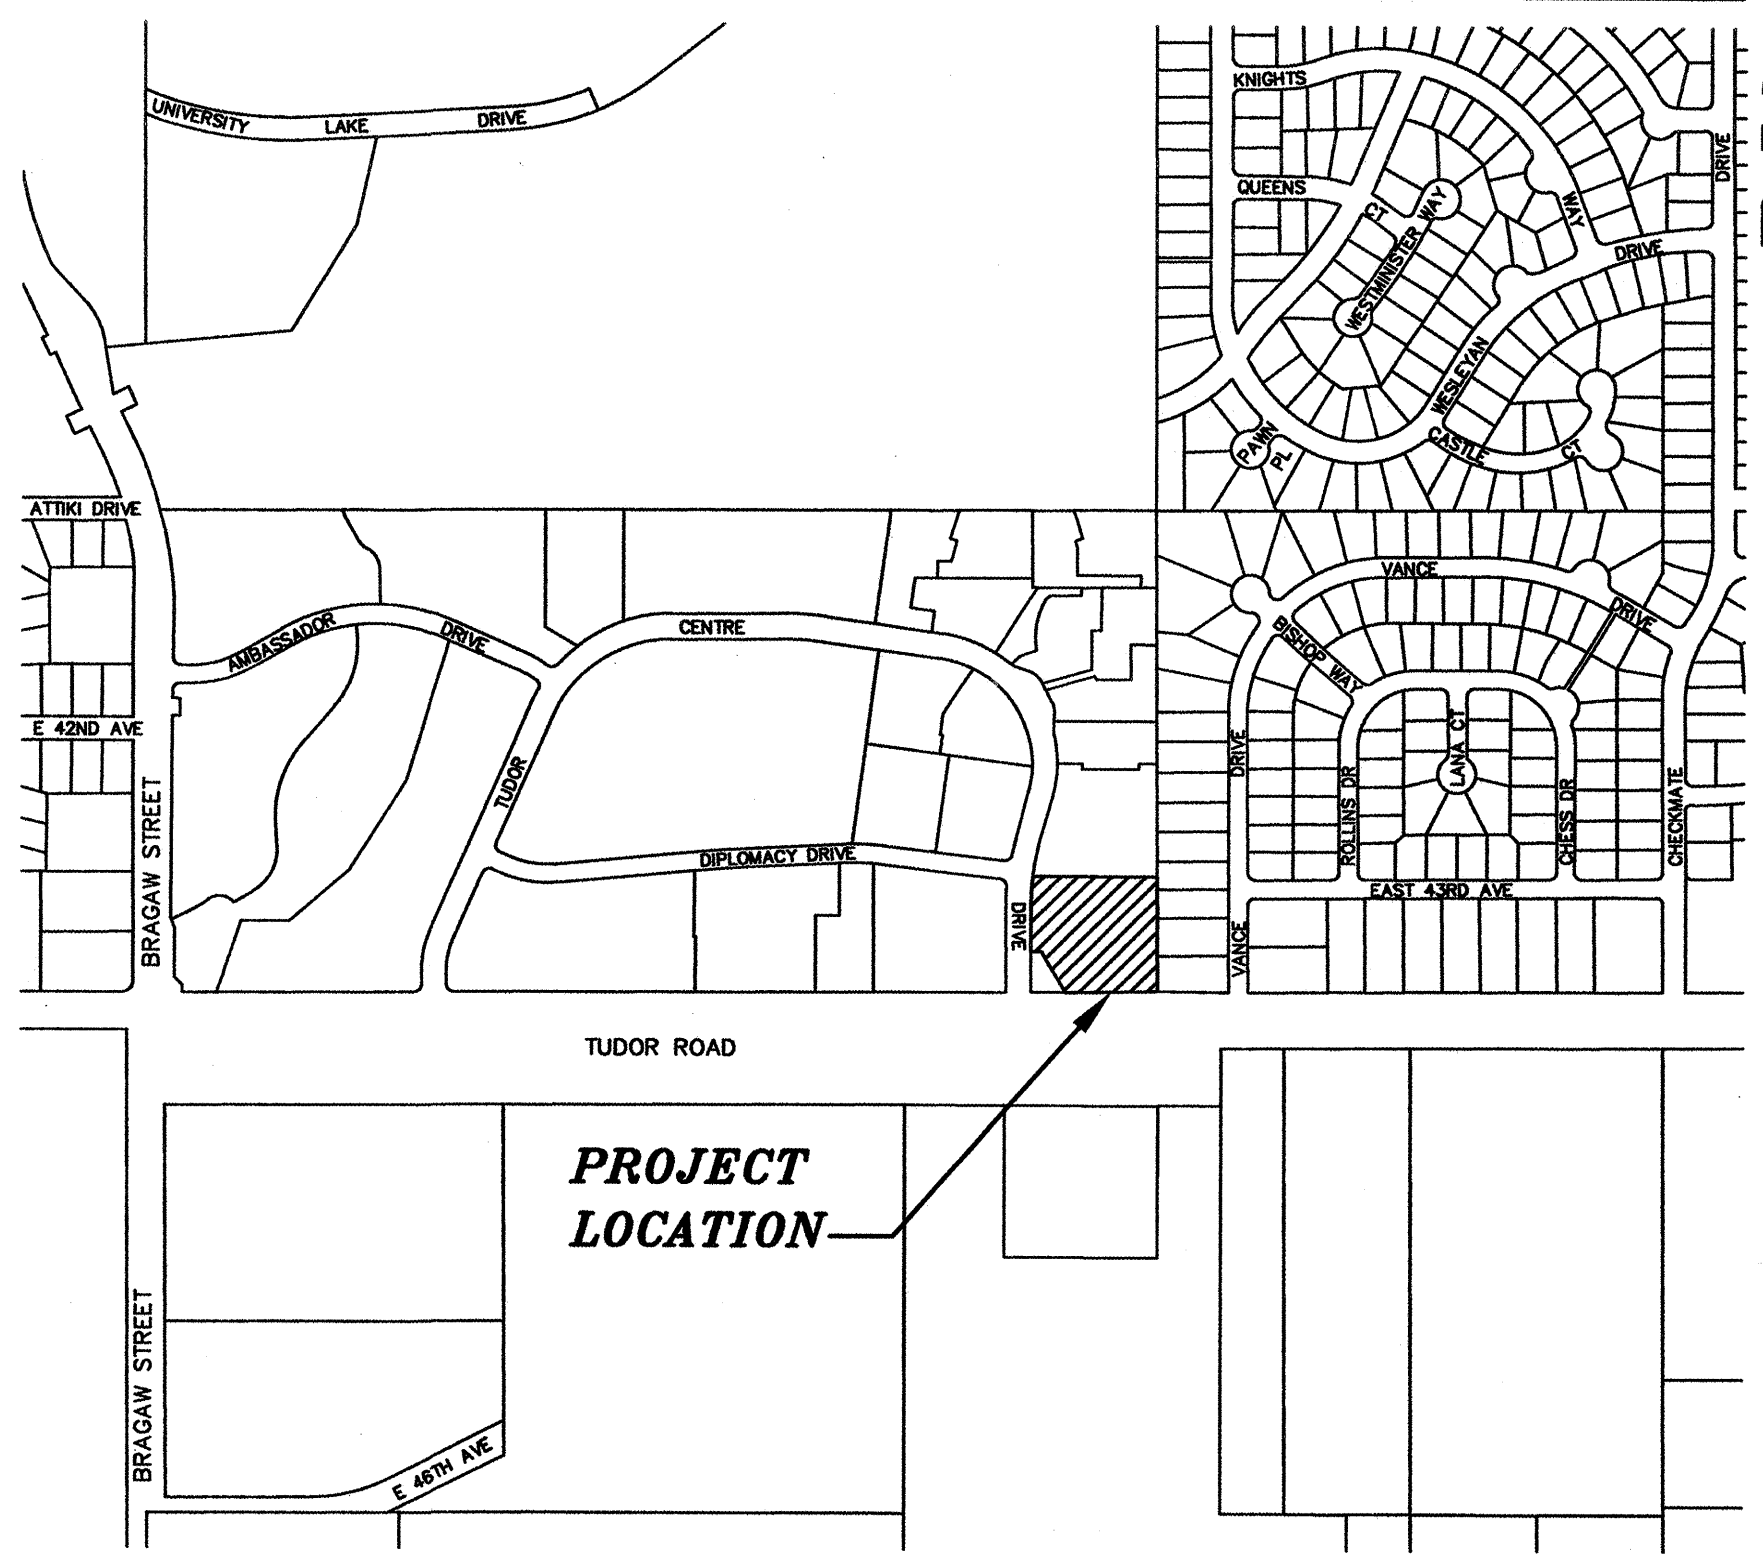 KNIGHTS
UNIVERSITY LAKE DRIVE
DRIVE
QUEENS
CT
WESTMINISTER WAY
WAY
DRIVE
WESLEYAN
PAWN
PL
CASTLE CT
ATTIKI DRIVE
VANCE
DRIVE
AMBASSADOR DRIVE
CENTRE
BISHOP WAY
E 42ND AVE
TUDOR
DRIVE
LANA CT
BRAGAW STREET
ROLLINS DR
CHESS DR
CHECKMATE
DIPLOMACY DRIVE
EAST 43RD AVE
DRIVE
VANCE
TUDOR ROAD
PROJECT
LOCATION
BRAGAW STREET
E 46TH AVE